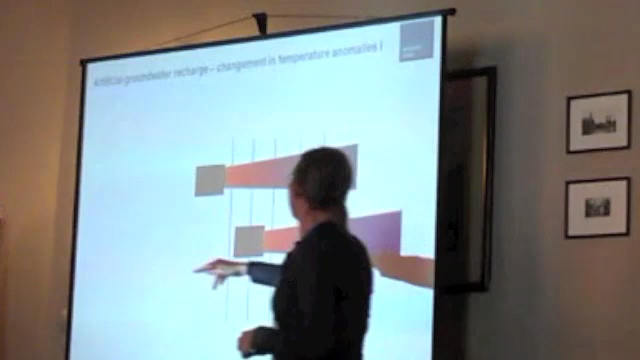 Artificial groundwater recharge – changement in temperature anomalies I